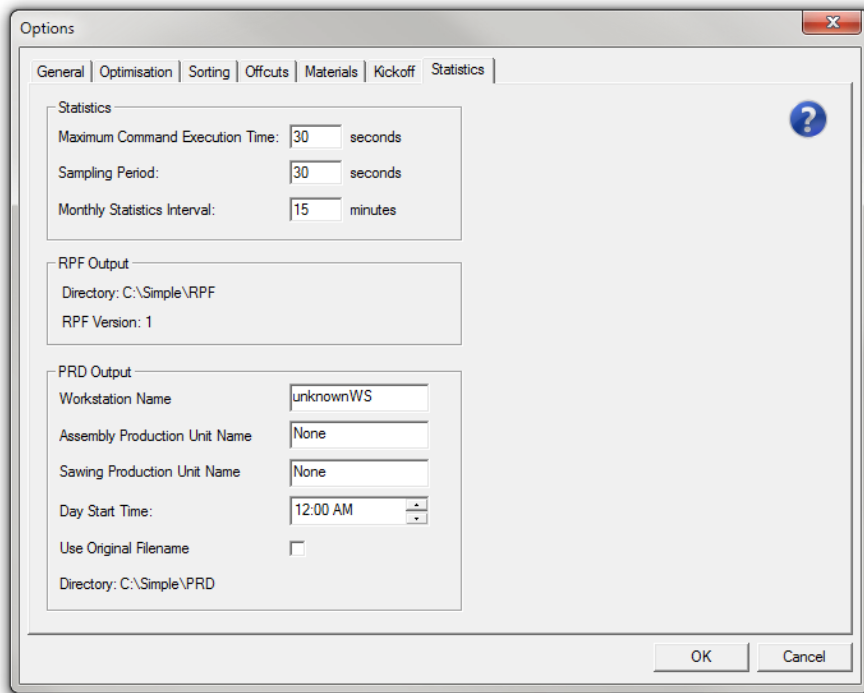 Options
General Optimisation Sorting Offcuts Materials Kickoff Statistics
Statistics
Maximum Command Execution Time: 30 seconds
Sampling Period: 30 seconds
Monthly Statistics Interval: 15 minutes
RPF Output
Directory: C:\Simple\RPF
RPF Version: 1
PRD Output
Workstation Name unknownWS
Assembly Production Unit Name None
Sawing Production Unit Name None
Day Start Time: 12:00 AM
Use Original Filename
Directory: C:\Simple\PRD
OK Cancel